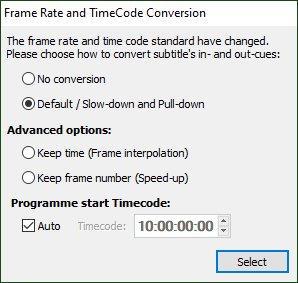 Frame Rate and TimeCode Conversion
The frame rate and time code standard have changed.
Please choose how to convert subtitle's in- and out-cues:
No conversion
Default / Slow-down and Pull-down
Advanced options:
Keep time (Frame interpolation)
Keep frame number (Speed-up)
Programme start Timecode:
Auto Timecode: 10:00:00:00
Select